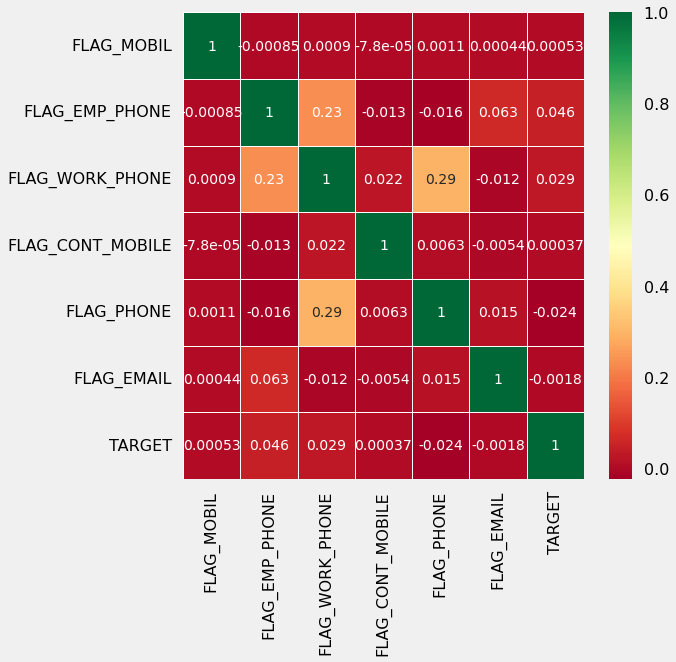 1.0
FLAG_MOBIL 1 -0.00085 0.0009 -7.8e-05 0.0011 0.00044 0.00053
0.8
FLAG_EMP_PHONE -0.00085 1 0.23 -0.013 -0.016 0.063 0.046
FLAG_WORK_PHONE 0.0009 0.23 1 0.022 0.29 -0.012 0.029
0.6
FLAG_CONT_MOBILE -7.8e-05 -0.013 0.022 1 0.0063 -0.0054 0.00037
0.4
FLAG_PHONE 0.0011 -0.016 0.29 0.0063 1 0.015 -0.024
FLAG_EMAIL 0.00044 0.063 -0.012 -0.0054 0.015 1 -0.0018
0.2
TARGET 0.00053 0.046 0.029 0.00037 -0.024 -0.0018 1
0.0
FLAG_MOBIL
FLAG_EMP_PHONE
FLAG_WORK_PHONE
FLAG_CONT_MOBILE
FLAG_PHONE
FLAG_EMAIL
TARGET